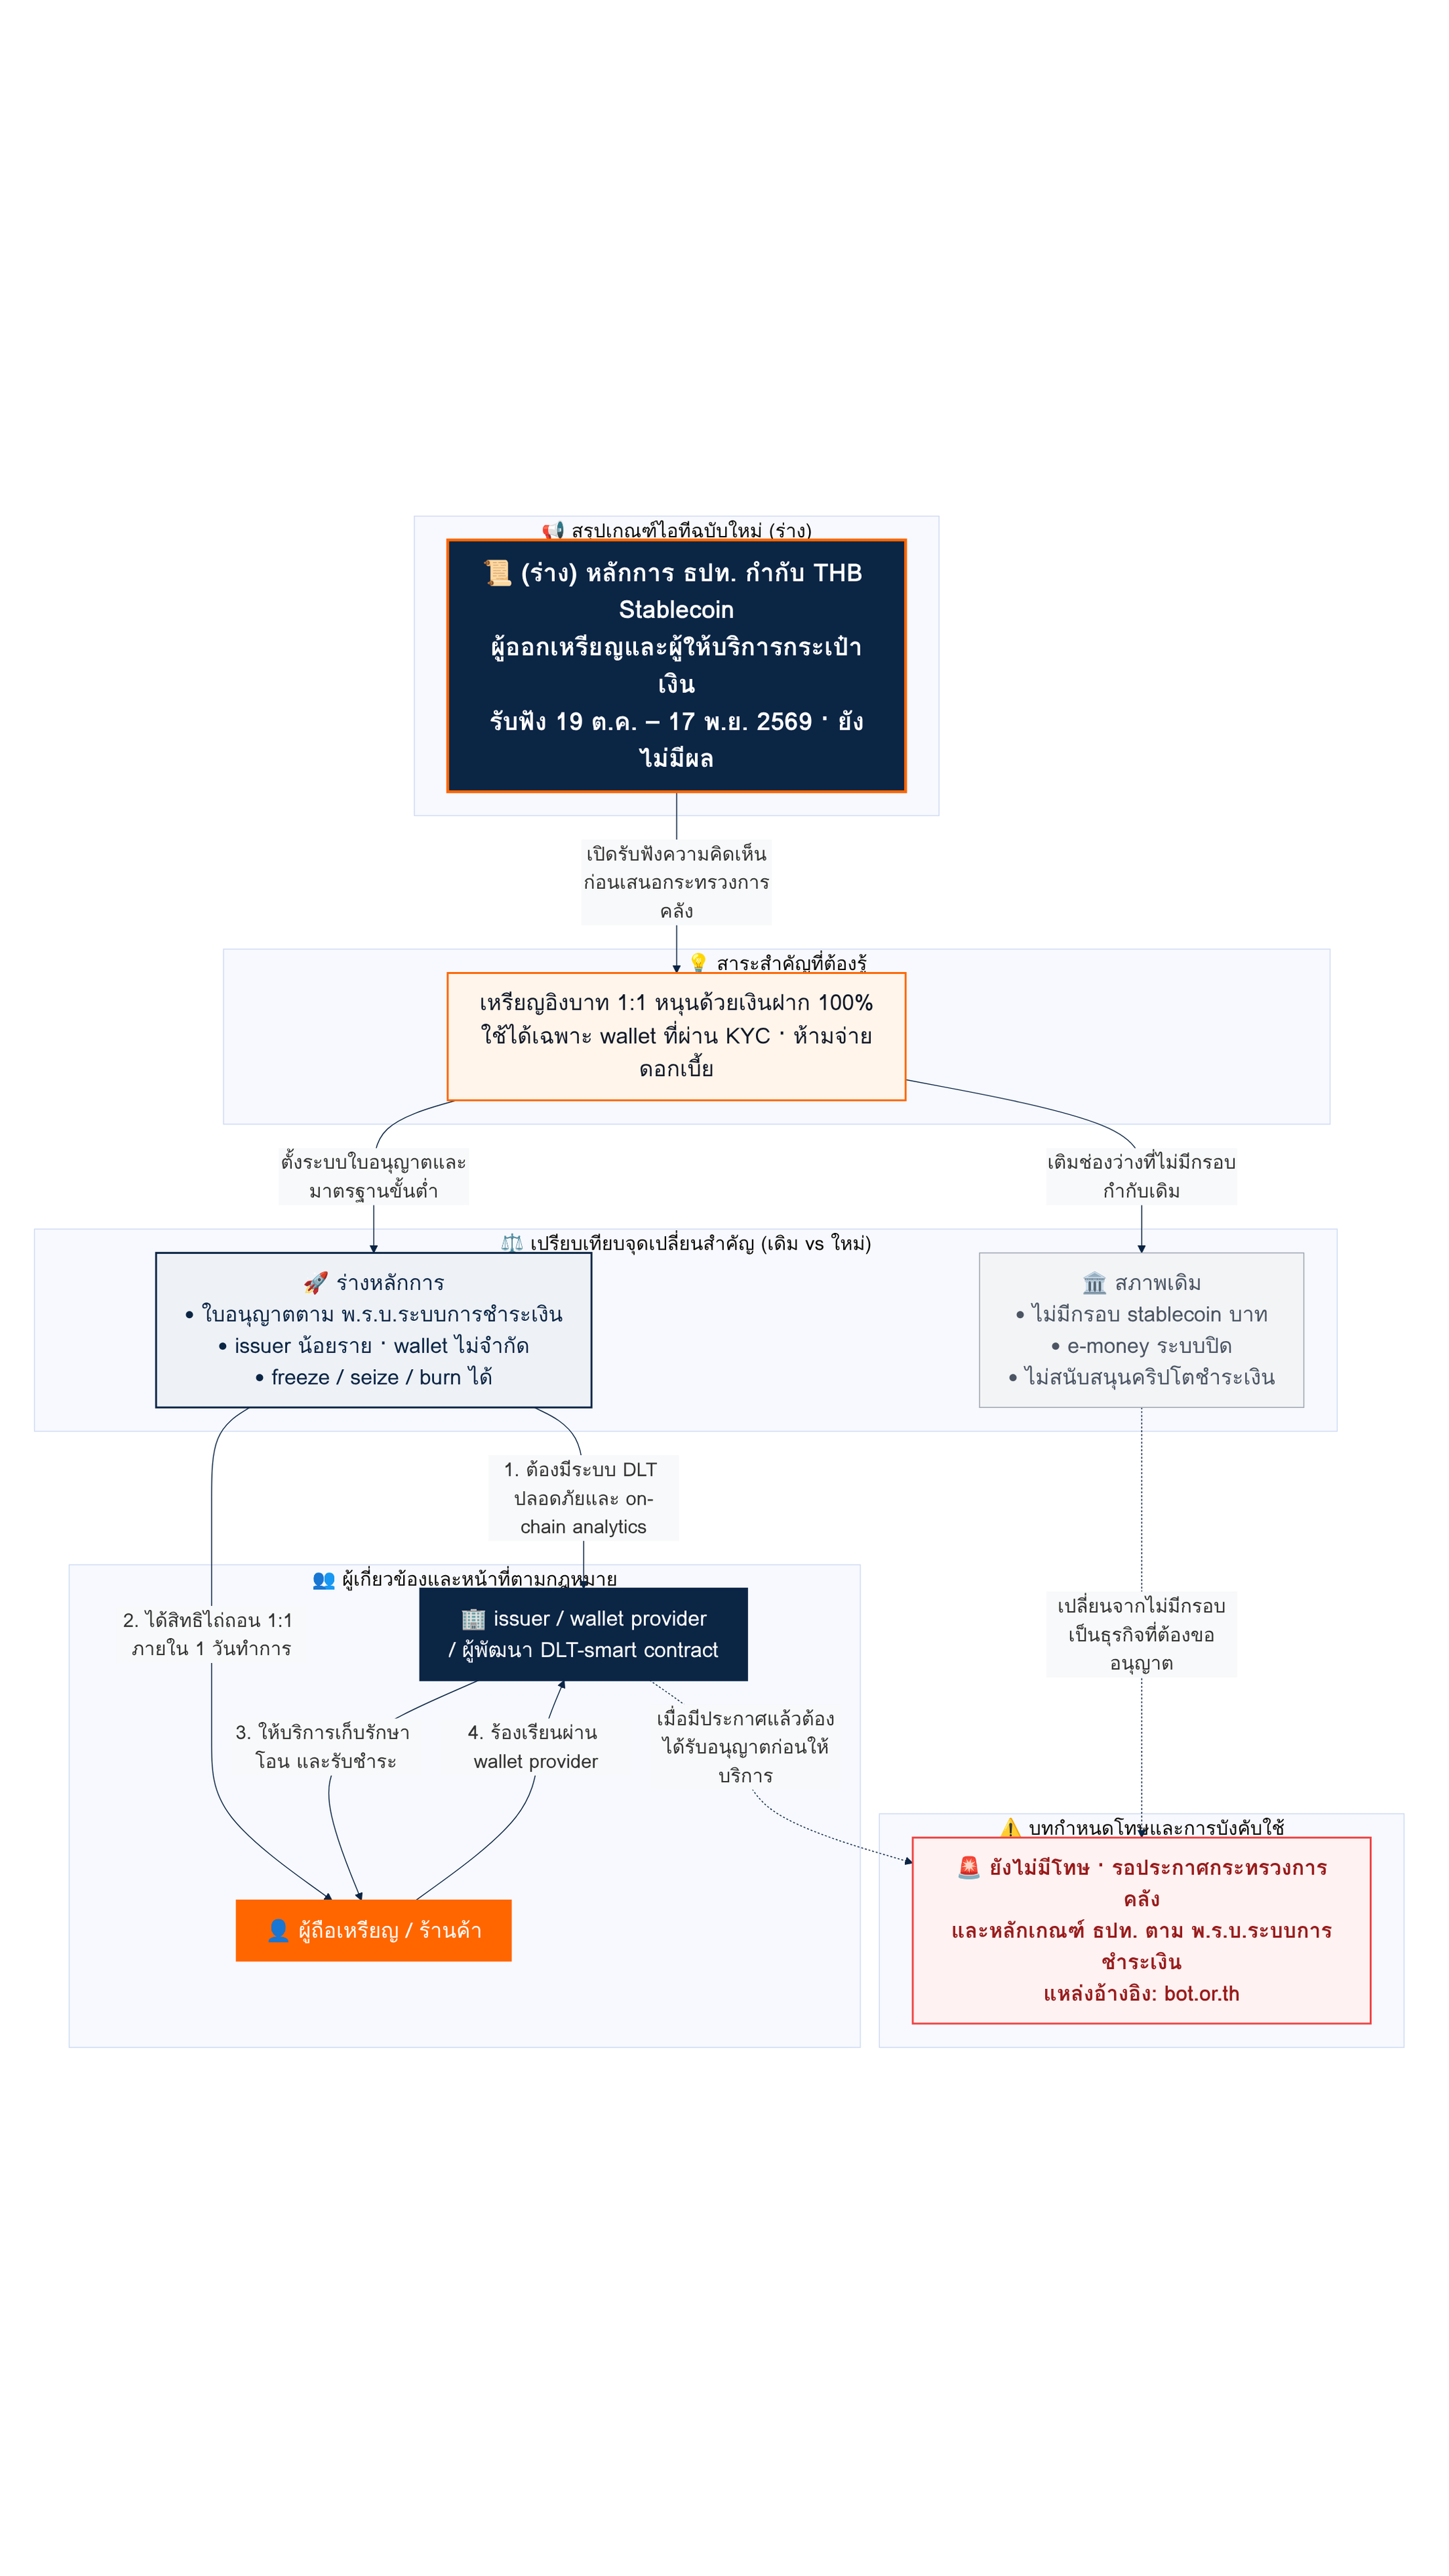 📢 สรุปเกณฑ์ไอทีฉบับใหม่ (ร่าง)
📜 (ร่าง) หลักการ ธปท. กำกับ THB
Stablecoin
ผู้ออกเหรียญและผู้ให้บริการกระเป๋า
เงิน
รับฟัง 19 ต.ค. – 17 พ.ย. 2569 · ยัง
ไม่มีผล
เปิดรับฟังความคิดเห็น
ก่อนเสนอกระทรวงการ
คลัง
💡 สาระสำคัญที่ต้องรู้
เหรียญอิงบาท 1:1 หนุนด้วยเงินฝาก 100%
ใช้ได้เฉพาะ wallet ที่ผ่าน KYC · ห้ามจ่าย
ดอกเบี้ย
ตั้งระบบใบอนุญาตและ
มาตรฐานขั้นต่ำ
เติมช่องว่างที่ไม่มีกรอบ
กำกับเดิม
⚖️ เปรียบเทียบจุดเปลี่ยนสำคัญ (เดิม vs ใหม่)
🚀 ร่างหลักการ
• ใบอนุญาตตาม พ.ร.บ.ระบบการชำระเงิน
• issuer น้อยราย · wallet ไม่จำกัด
• freeze / seize / burn ได้
🏛️ สภาพเดิม
• ไม่มีกรอบ stablecoin บาท
• e-money ระบบปิด
• ไม่สนับสนุนคริปโตชำระเงิน
1. ต้องมีระบบ DLT
ปลอดภัยและ on-
chain analytics
👥 ผู้เกี่ยวข้องและหน้าที่ตามกฎหมาย
🏢 issuer / wallet provider
/ ผู้พัฒนา DLT-smart contract
2. ได้สิทธิไถ่ถอน 1:1
ภายใน 1 วันทำการ
เปลี่ยนจากไม่มีกรอบ
เป็นธุรกิจที่ต้องขอ
อนุญาต
3. ให้บริการเก็บรักษา
โอน และรับชำระ
4. ร้องเรียนผ่าน
wallet provider
เมื่อมีประกาศแล้วต้อง
ได้รับอนุญาตก่อนให้
บริการ
👤 ผู้ถือเหรียญ / ร้านค้า
⚠️ บทกำหนดโทษและการบังคับใช้
🚨 ยังไม่มีโทษ · รอประกาศกระทรวงการ
คลัง
และหลักเกณฑ์ ธปท. ตาม พ.ร.บ.ระบบการ
ชำระเงิน
แหล่งอ้างอิง: bot.or.th